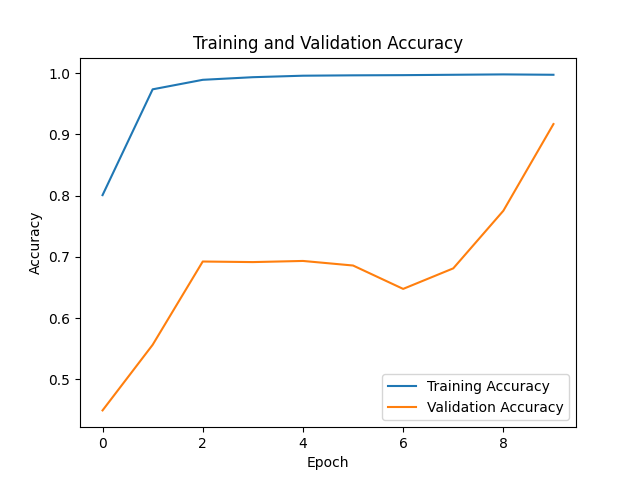 Training and Validation Accuracy
1.0
0.9
0.8
0.7
0.6
0.5
Accuracy
Training Accuracy
Validation Accuracy
0 2 4 6 8
Epoch